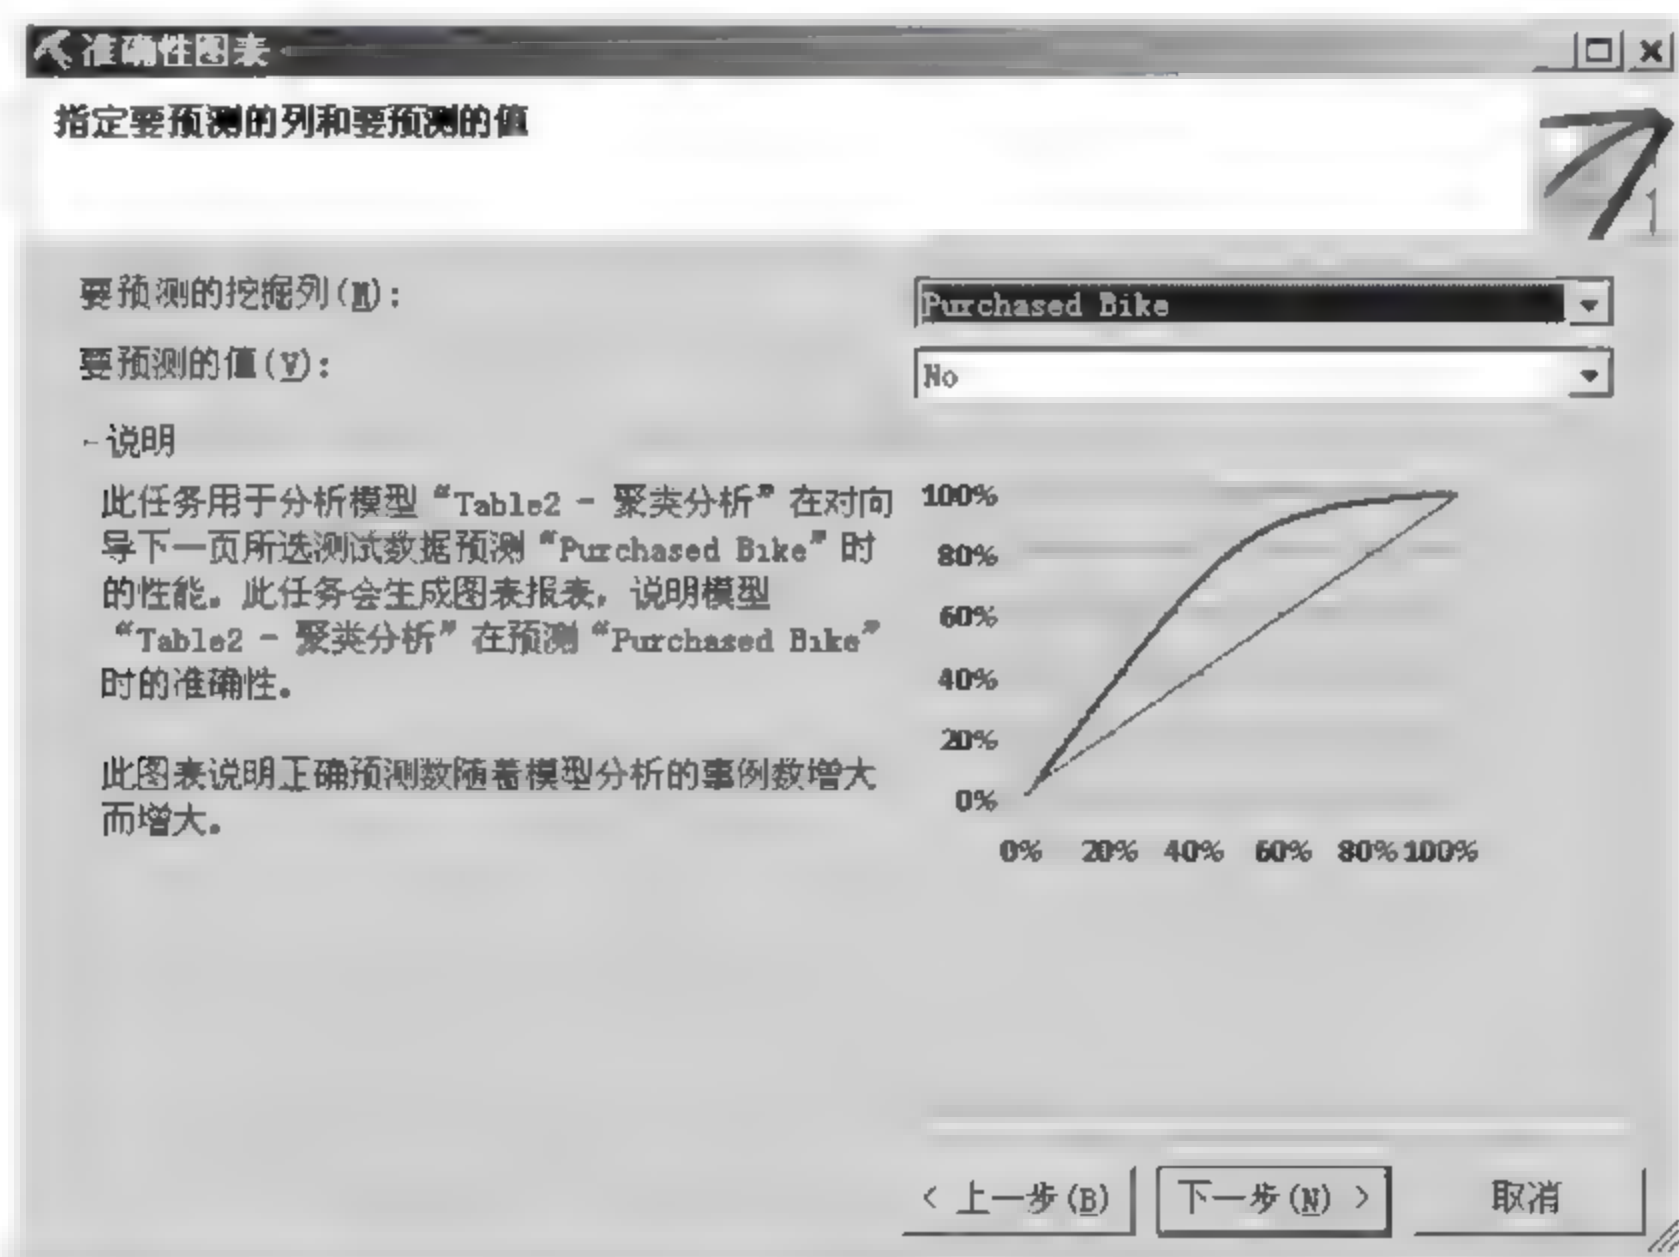 准确性图表
指定要预测的列和要预测的值
要预测的挖掘列(M):
Purchased Bike
要预测的值(V):
No
说明
此任务用于分析模型“Table2 - 聚类分析”在对向
导下一页所选测试数据预测“Purchased Bike”时
的性能。此任务会生成图表报表，说明模型
“Table2 - 聚类分析”在预测“Purchased Bike”
时的准确性。
此图表说明正确预测数随着模型分析的事例数增大
而增大。
100%
80%
60%
40%
20%
0%
0% 20% 40% 60% 80% 100%
< 上一步(B)
下一步(N) >
取消